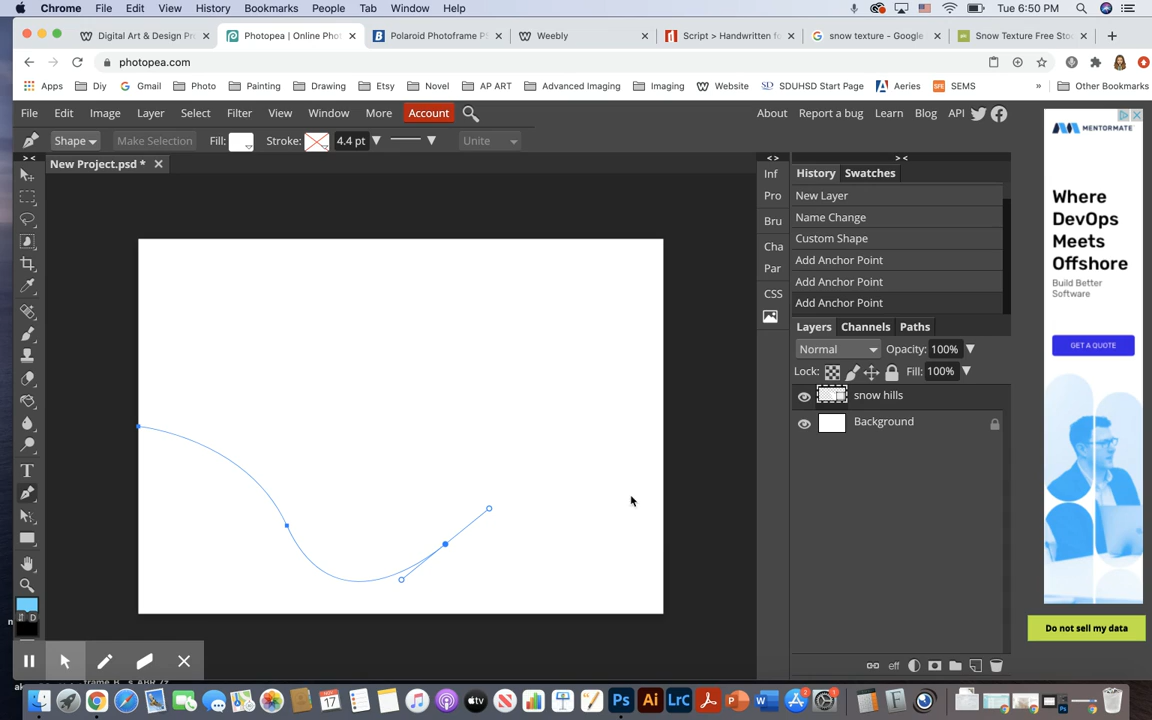 Chrome File Edit View History Bookmarks People Tab Window Help Tue 6:50 PM
Digital Art & Design Pr Photopea | Online Phot Polaroid Photoframe P Weebly Script > Handwritten fo snow texture - Google Snow Texture Free Stoc
photopea.com
Apps Diy Gmail Photo Painting Drawing Etsy Novel AP ART Advanced Imaging Imaging Website SDUHSD Start Page Aeries SEMS » Other Bookmarks
File Edit Image Layer Select Filter View Window More Account About Report a bug Learn Blog API
Shape Make Selection Fill: Stroke: 4.4 pt Unite
New Project.psd *
> < < > > <
Inf
Pro
Bru
Cha
Par
CSS
History Swatches
New Layer
Name Change
Custom Shape
Add Anchor Point
Add Anchor Point
Add Anchor Point
Layers Channels Paths
Normal Opacity: 100%
Lock: Fill: 100%
snow hills
Background
eff
T
D
MENTORMATE
Where
DevOps
Meets
Offshore
Build Better
Software
GET A QUOTE
Do not sell my data
NOV
17
Ps Ai LrC W